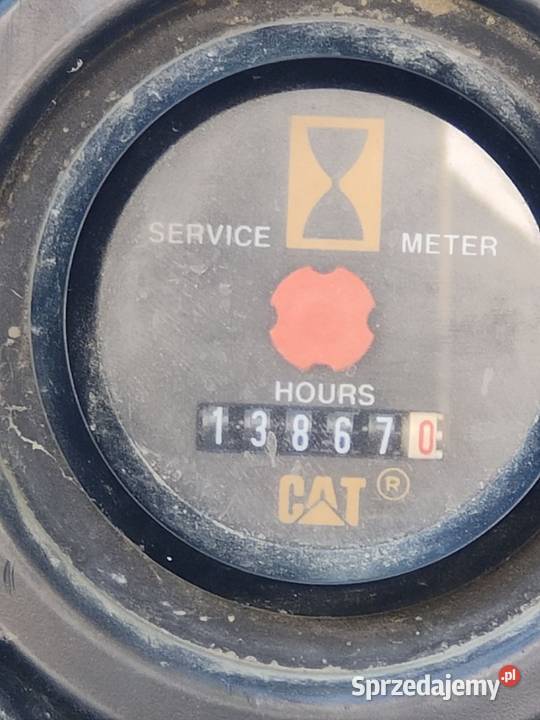 SERVICE METER
HOURS
138670
CAT ®
Sprzedajemy.pl